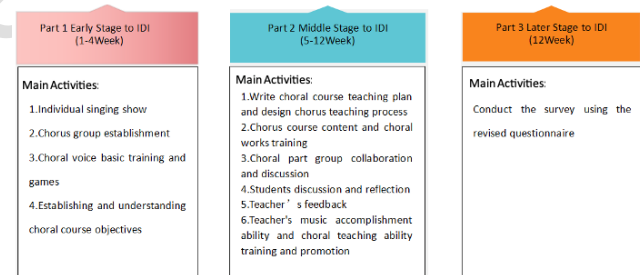 Part 1 Early Stage to IDI
(1-4Week)
Main Activities:
1.Individual singing show
2.Chorus group establishment
3.Choral voice basic training and
games
4.Establishing and understanding
choral course objectives
Part 2 Middle Stage to IDI
(5-12Week)
Main Activities:
1.Write choral course teaching plan
and design chorus teaching process
2.Chorus course content and choral
works training
3.Choral part group collaboration
and discussion
4.Students discussion and reflection
5.Teacher’s feedback
6.Teacher's music accomplishment
ability and choral teaching ability
training and promotion
Part 3 Later Stage to IDI
(12Week)
Main Activities:
Conduct the survey using the
revised questionnaire